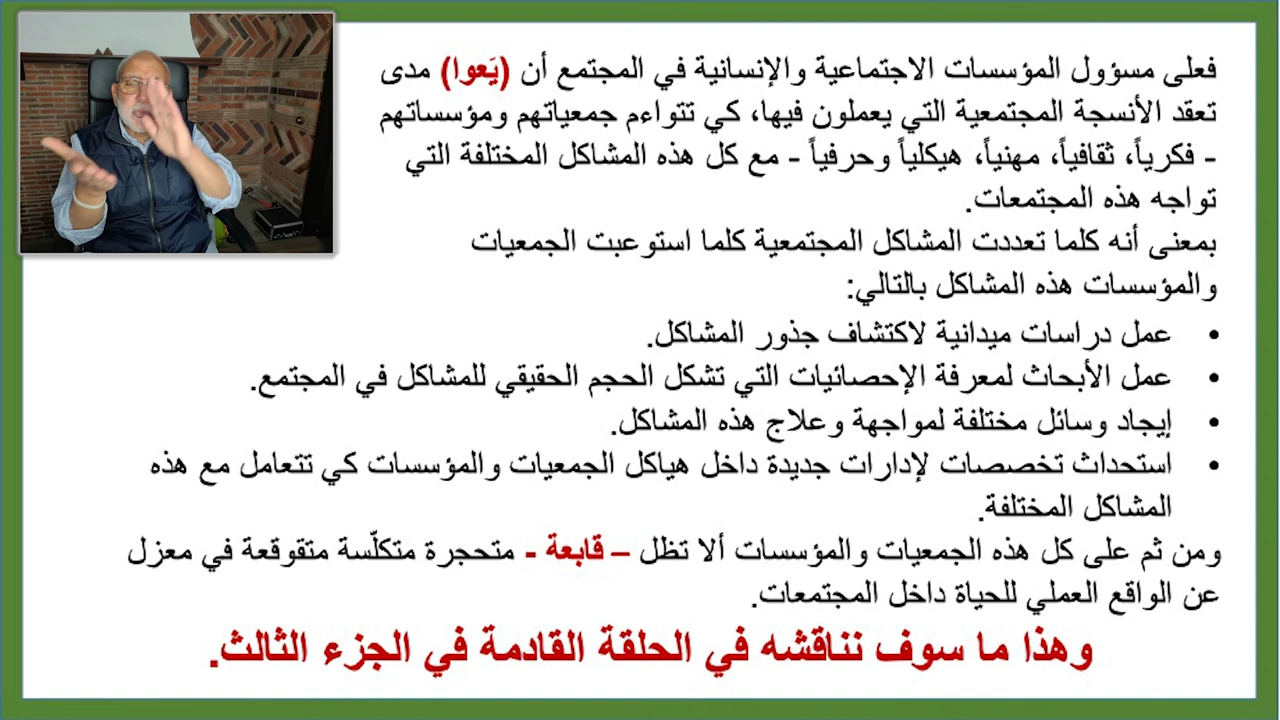 فعلى مسؤول المؤسسات الاجتماعية والإنسانية في المجتمع أن (يَعوا) مدى
تعقد الأنسجة المجتمعية التي يعملون فيها، كي تتواءم جمعياتهم ومؤسساتهم
- فكرياً، ثقافياً، مهنياً، هيكلياً وحرفياً - مع كل هذه المشاكل المختلفة التي
تواجه هذه المجتمعات.
بمعنى أنه كلما تعددت المشاكل المجتمعية كلما استوعبت الجمعيات
والمؤسسات هذه المشاكل بالتالي:
• عمل دراسات ميدانية لاكتشاف جذور المشاكل.
• عمل الأبحاث لمعرفة الإحصائيات التي تشكل الحجم الحقيقي للمشاكل في المجتمع.
• إيجاد وسائل مختلفة لمواجهة وعلاج هذه المشاكل.
• استحداث تخصصات لإدارات جديدة داخل هياكل الجمعيات والمؤسسات كي تتعامل مع هذه
المشاكل المختلفة.
ومن ثم على كل هذه الجمعيات والمؤسسات ألا تظل – قابعة - متحجرة متكلّسة متقوقعة في معزل
عن الواقع العملي للحياة داخل المجتمعات.
وهذا ما سوف نناقشه في الحلقة القادمة في الجزء الثالث.